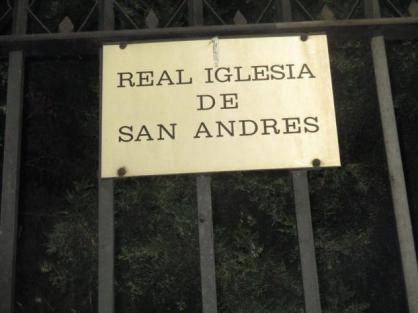 REAL IGLESIA
DE
SAN ANDRES